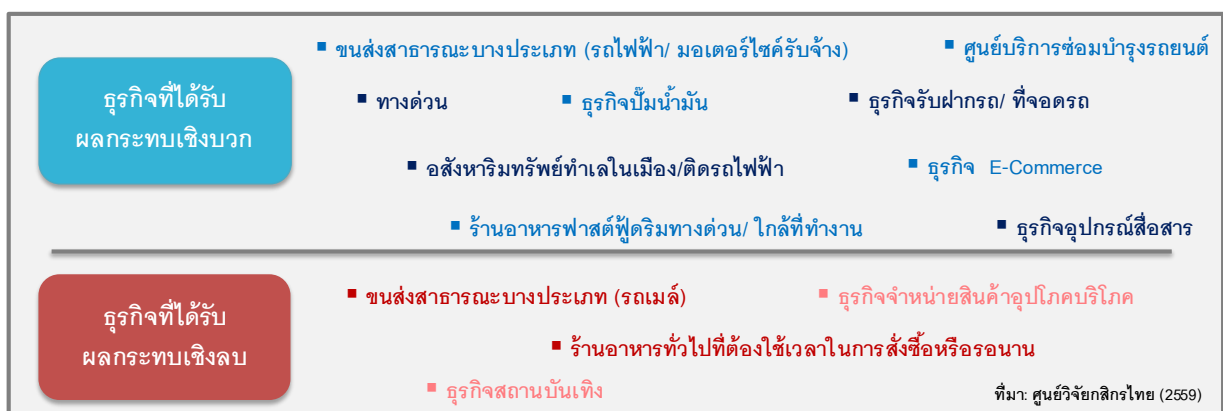 ธุรกิจที่ได้รับ
ผลกระทบเชิงบวก
▪ ขนส่งสาธารณะบางประเภท (รถไฟฟ้า/ มอเตอร์ไซค์รับจ้าง)
▪ ศูนย์บริการซ่อมบำรุงรถยนต์
▪ ทางด่วน
▪ ธุรกิจปั๊มน้ำมัน
▪ ธุรกิจรับฝากรถ/ ที่จอดรถ
▪ อสังหาริมทรัพย์ทำเลในเมือง/ติดรถไฟฟ้า
▪ ธุรกิจ E-Commerce
▪ ร้านอาหารฟาสต์ฟู้ดริมทางด่วน/ ใกล้ที่ทำงาน
▪ ธุรกิจอุปกรณ์สื่อสาร
ธุรกิจที่ได้รับ
ผลกระทบเชิงลบ
▪ ขนส่งสาธารณะบางประเภท (รถเมล์)
▪ ธุรกิจจำหน่ายสินค้าอุปโภคบริโภค
▪ ร้านอาหารทั่วไปที่ต้องใช้เวลาในการสั่งซื้อหรือรอนาน
▪ ธุรกิจสถานบันเทิง
ที่มา: ศูนย์วิจัยกสิกรไทย (2559)